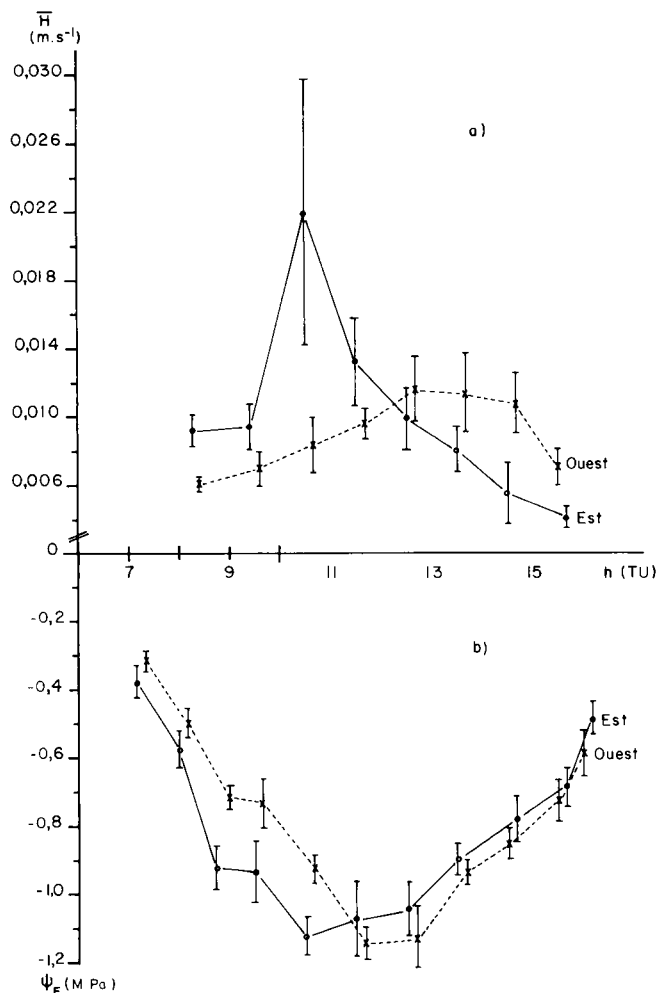 H
(m.s⁻¹)
0,030
0,026
a)
0,022
0,018
0,014
0,010
Ouest
0,006
Est
0
7 9 11 13 15 h (TU)
-0,2
b)
-0,4
Est
-0,6
Ouest
-0,8
-1,0
-1,2
ΨF (M Pa)